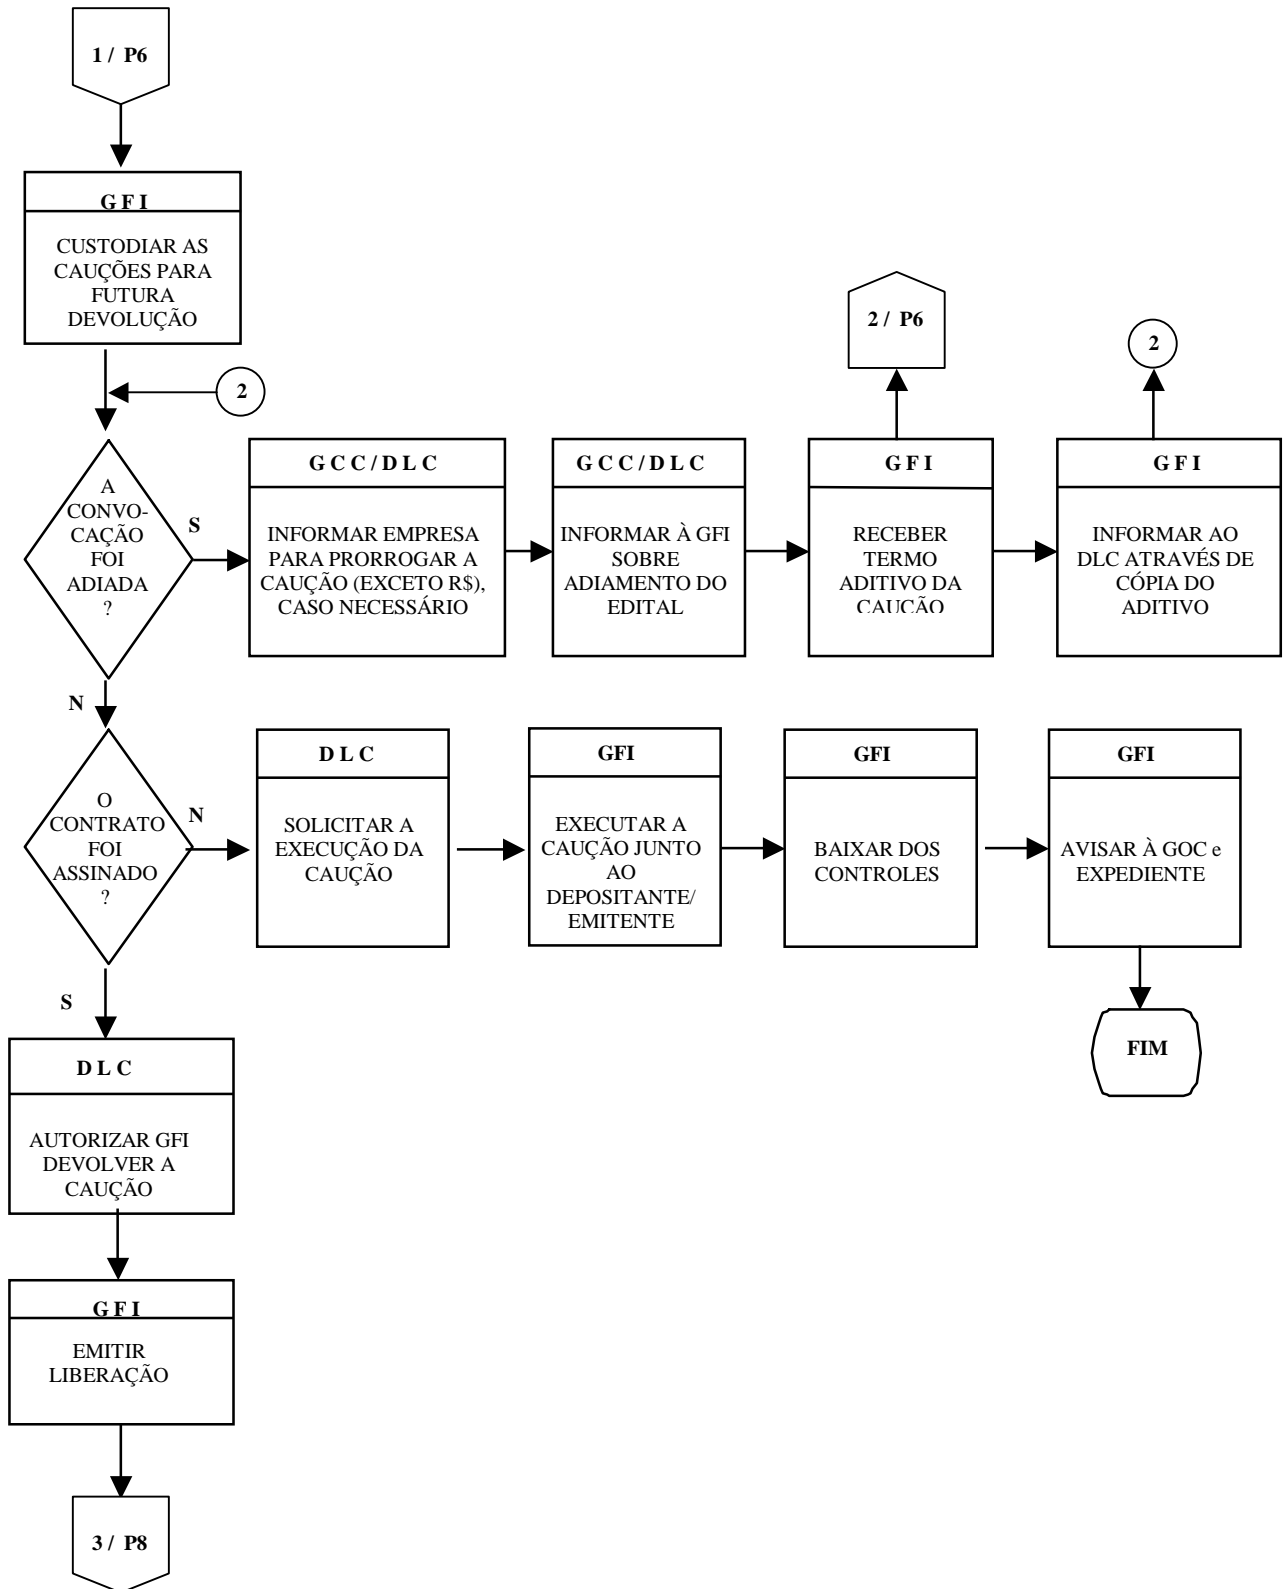 1 / P6
G F I
CUSTODIAR AS
CAUÇÕES PARA
FUTURA
DEVOLUÇÃO
2 / P6
2
2
A
CONVO-
CAÇÃO
FOI
ADIADA
?
S
N
G C C / D L C
INFORMAR EMPRESA
PARA PRORROGAR A
CAUÇÃO (EXCETO R$),
CASO NECESSÁRIO
G C C / D L C
INFORMAR À GFI
SOBRE
ADIAMENTO DO
EDITAL
G F I
RECEBER
TERMO
ADITIVO DA
CAUÇÃO
G F I
INFORMAR AO
DLC ATRAVÉS DE
CÓPIA DO
ADITIVO
O
CONTRATO
FOI
ASSINADO
?
N
S
D L C
SOLICITAR A
EXECUÇÃO DA
CAUÇÃO
GFI
EXECUTAR A
CAUÇÃO JUNTO
AO
DEPOSITANTE/
EMITENTE
GFI
BAIXAR DOS
CONTROLES
GFI
AVISAR À GOC e
EXPEDIENTE
FIM
D L C
AUTORIZAR GFI
DEVOLVER A
CAUÇÃO
G F I
EMITIR
LIBERAÇÃO
3 / P8